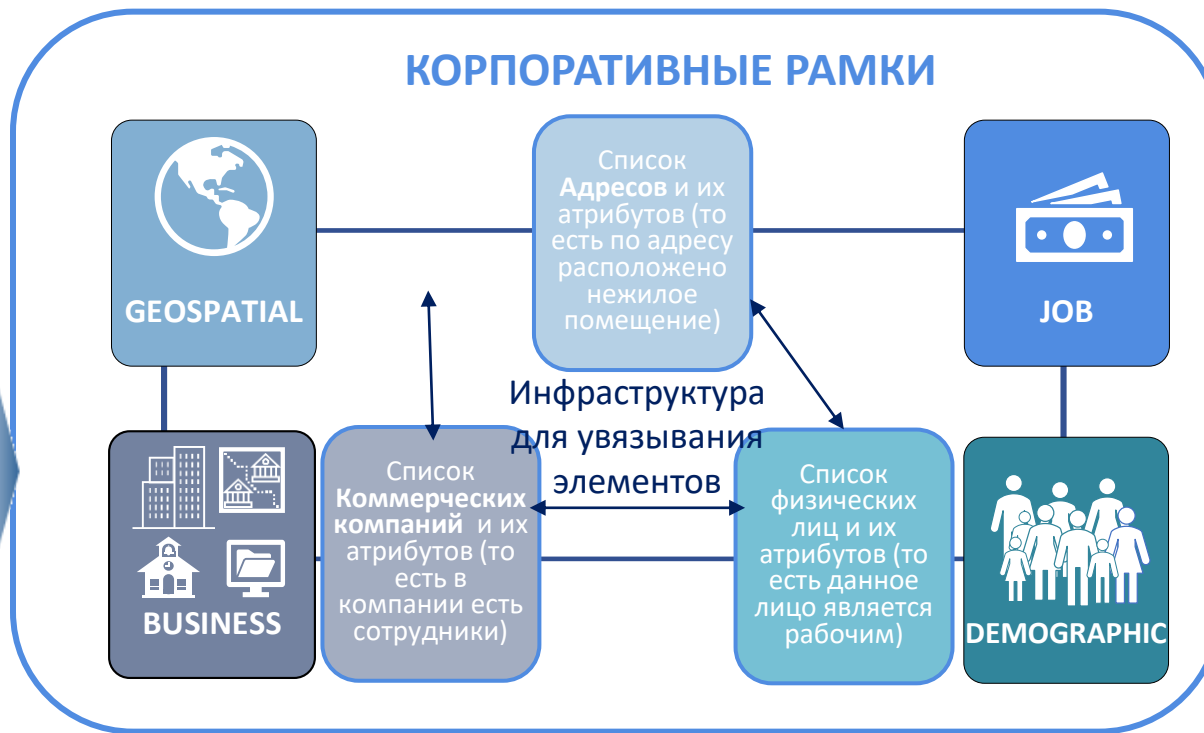 КОРПОРАТИВНЫЕ РАМКИ
GEOSPATIAL
Список
Адресов и их
атрибутов (то
есть по адресу
расположено
нежилое
помещение)
JOB
Инфраструктура
для увязывания
элементов
BUSINESS
Список
Коммерческих
компаний и их
атрибутов (то
есть в
компании есть
сотрудники)
Список
физических
лиц и их
атрибутов (то
есть данное
лицо является
рабочим)
DEMOGRAPHIC